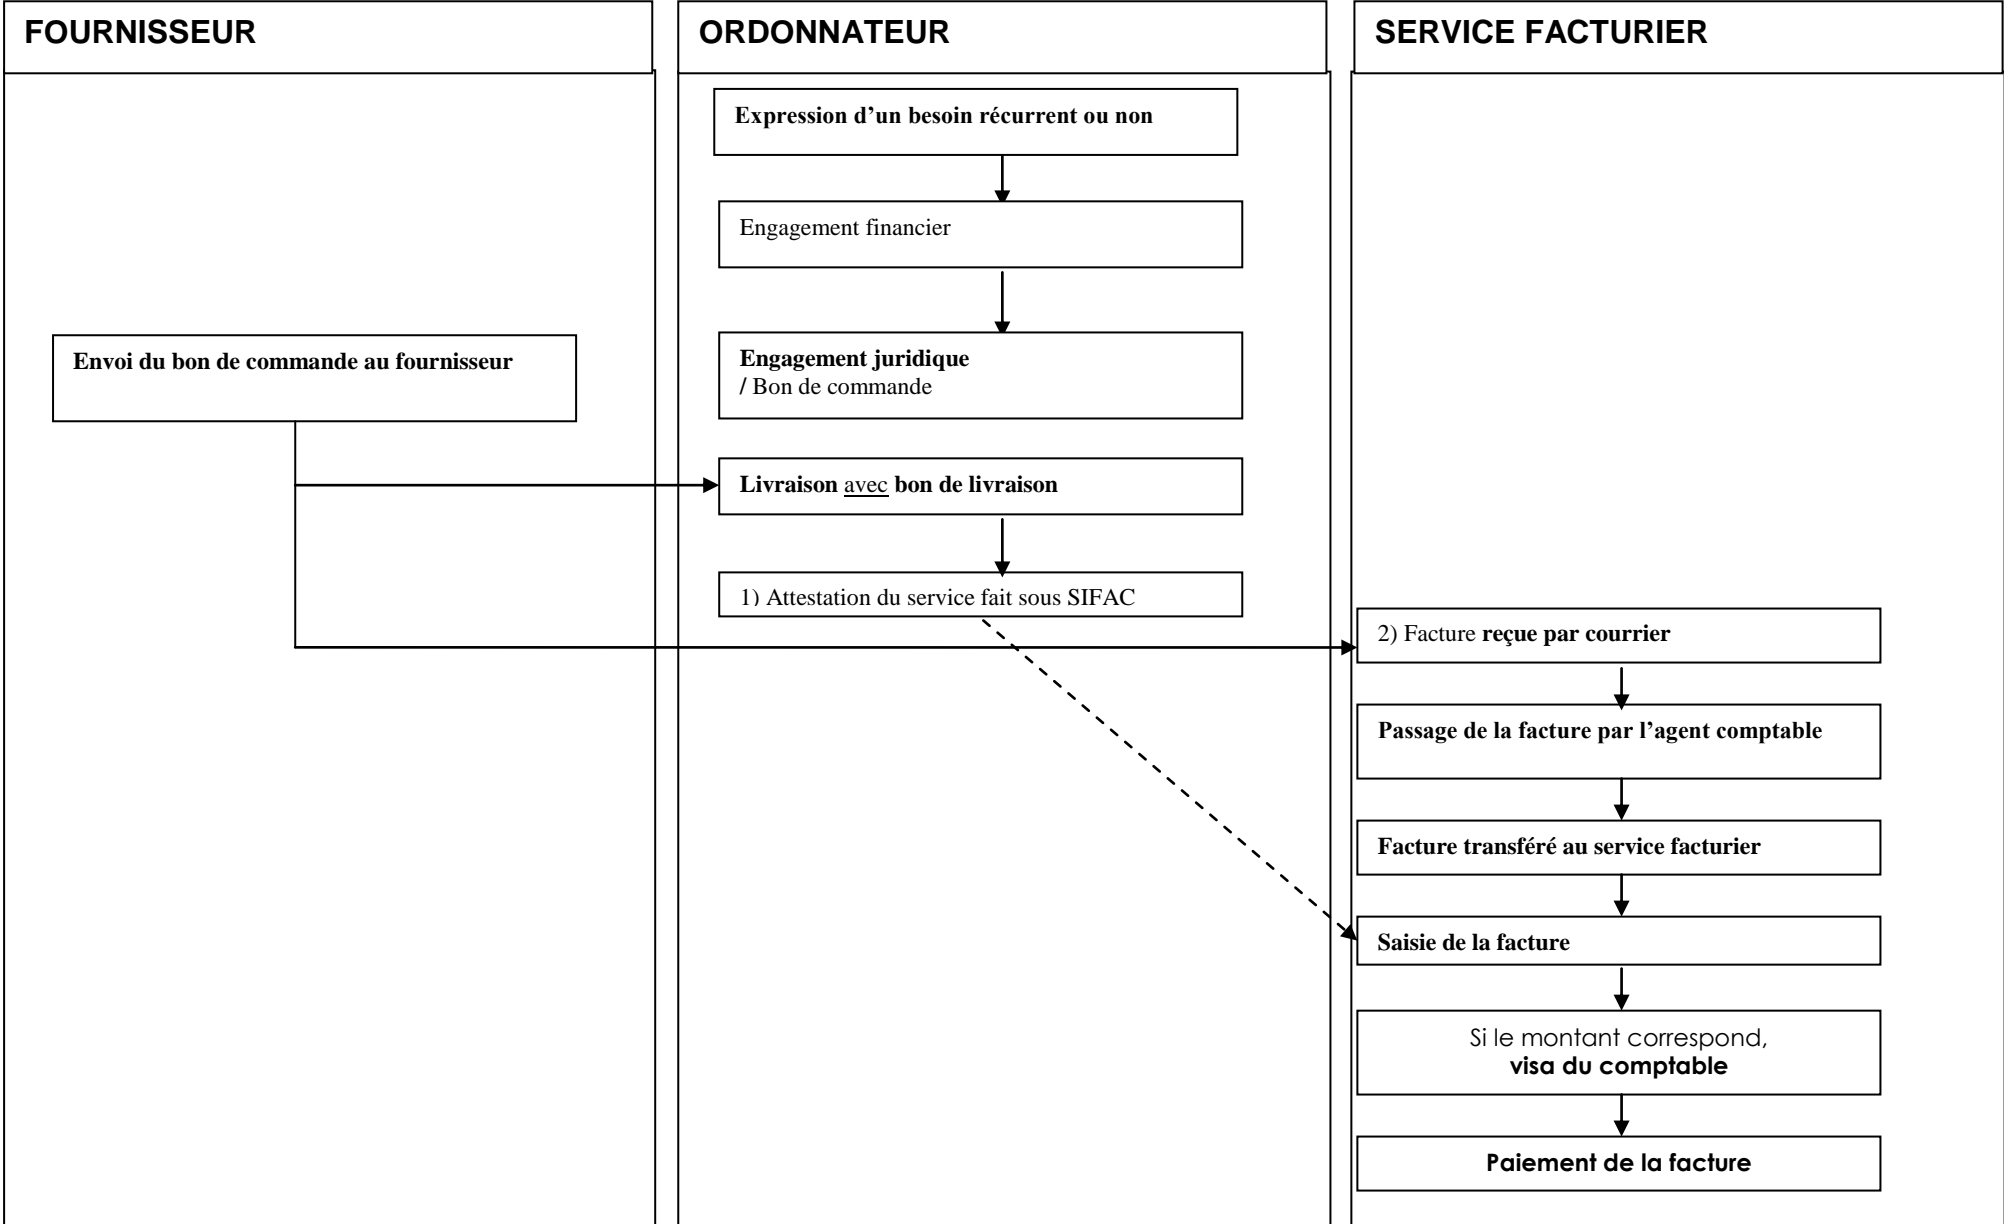 FOURNISSEUR
ORDONNATEUR
SERVICE FACTURIER
Expression d’un besoin récurrent ou non
Engagement financier
Envoi du bon de commande au fournisseur
Engagement juridique
/ Bon de commande
Livraison avec bon de livraison
1) Attestation du service fait sous SIFAC
2) Facture reçue par courrier
Passage de la facture par l’agent comptable
Facture transféré au service facturier
Saisie de la facture
Si le montant correspond,
visa du comptable
Paiement de la facture